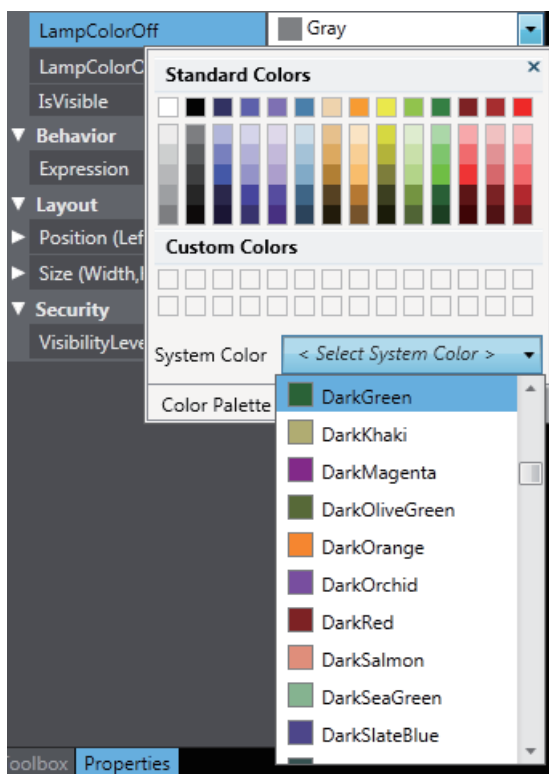 LampColorOff Gray
LampColorO
Standard Colors ×
IsVisible
Behavior
Expression
Layout
Position (Lef
Custom Colors
Size (Width,
Security
VisibilityLeve
System Color < Select System Color >
Color Palette
DarkGreen
DarkKhaki
DarkMagenta
DarkOliveGreen
DarkOrange
DarkOrchid
DarkRed
DarkSalmon
DarkSeaGreen
DarkSlateBlue
oolbox Properties